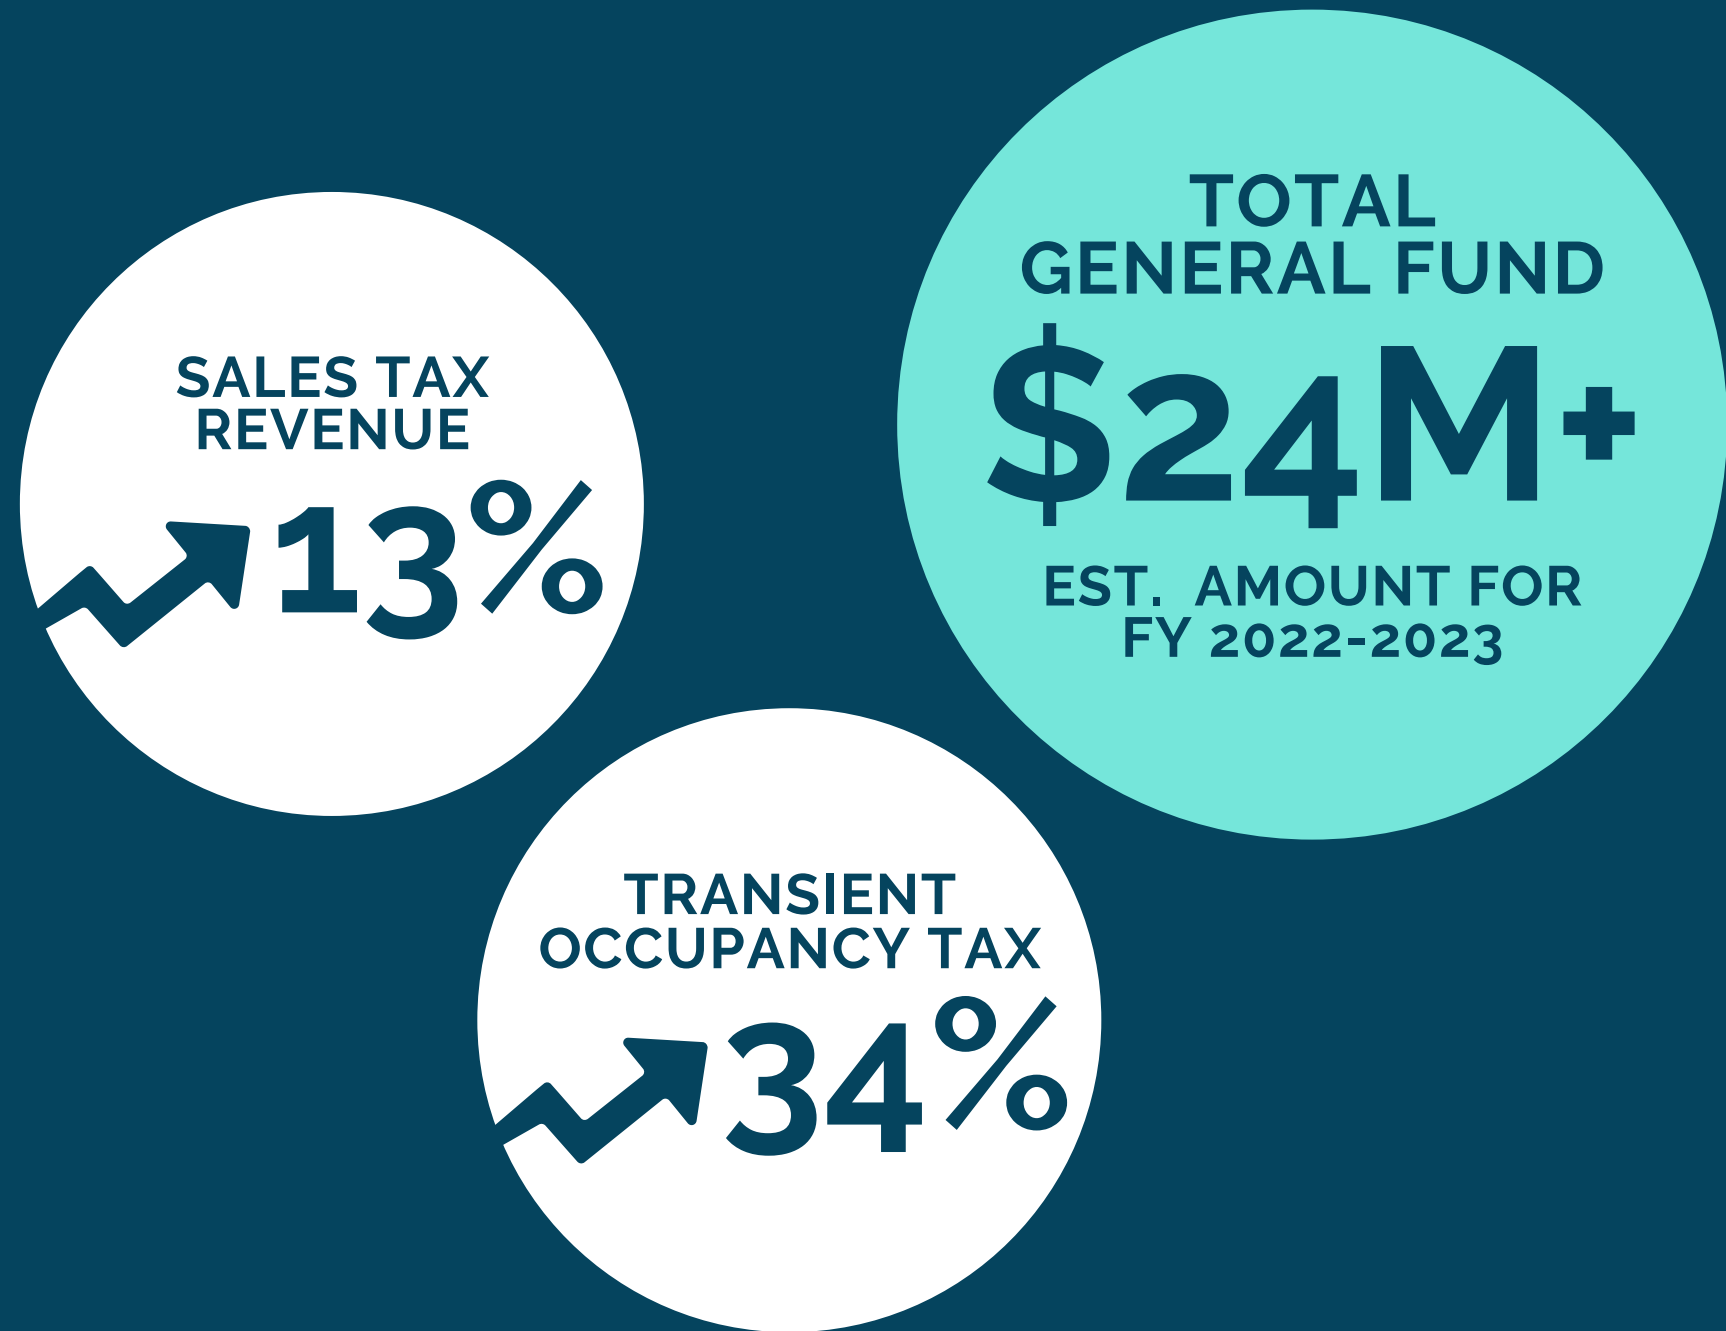 TOTAL
GENERAL FUND
$24M+
EST. AMOUNT FOR
FY 2022-2023
SALES TAX
REVENUE
13%
TRANSIENT
OCCUPANCY TAX
34%